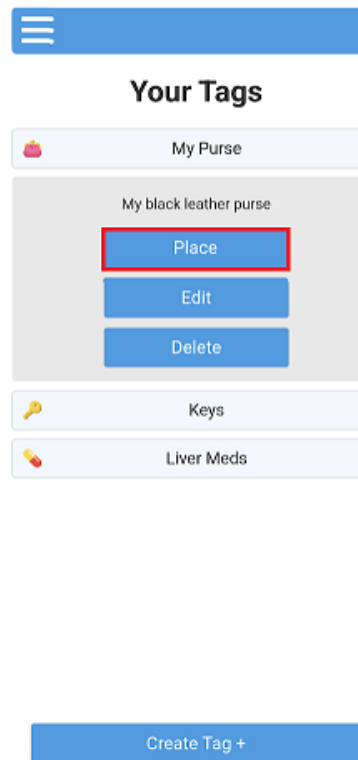 Your Tags
My Purse
My black leather purse
Place
Edit
Delete
Keys
Liver Meds
Create Tag +